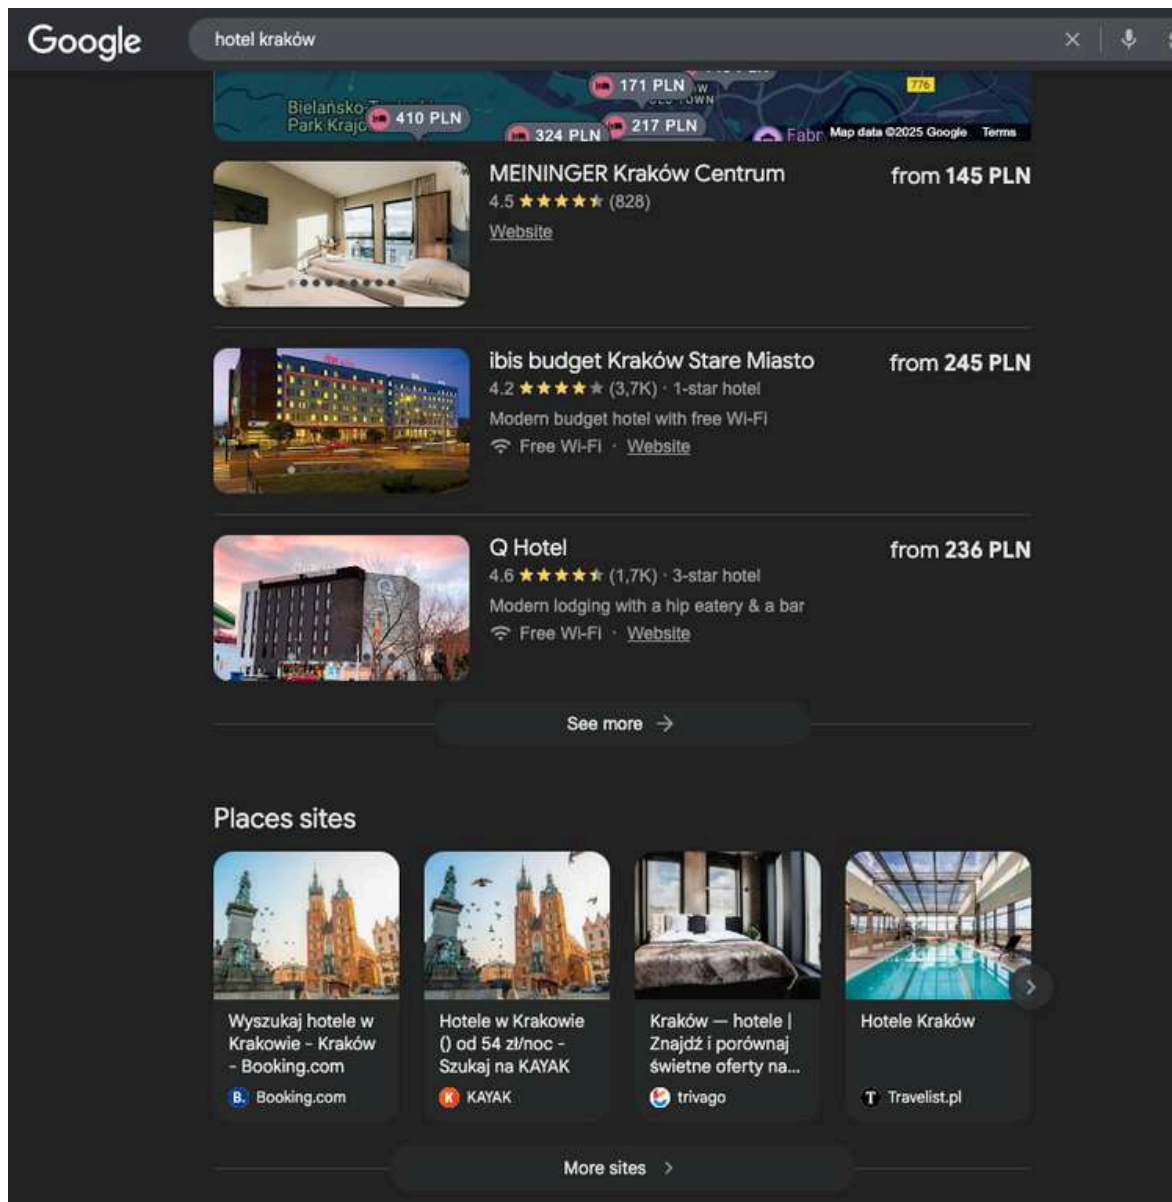 Google
hotel kraków
171 PLN
776
Bielańsko
Park Krajo
410 PLN
324 PLN
217 PLN
Fabr
Map data ©2025 Google Terms
MEININGER Kraków Centrum
from 145 PLN
4.5 (828)
Website
ibis budget Kraków Stare Miasto
from 245 PLN
4.2 (3,7K) · 1-star hotel
Modern budget hotel with free Wi-Fi
Free Wi-Fi · Website
Q Hotel
from 236 PLN
4.6 (1,7K) · 3-star hotel
Modern lodging with a hip eatery & a bar
Free Wi-Fi · Website
See more →
Places sites
Wyszukaj hotele w
Krakowie - Kraków
- Booking.com
B. Booking.com
Hotele w Krakowie
() od 54 zł/noc -
Szukaj na KAYAK
K KAYAK
Kraków — hotele |
Znajdź i porównaj
świetne oferty na...
trivago
Hotele Kraków
T Travelist.pl
More sites >